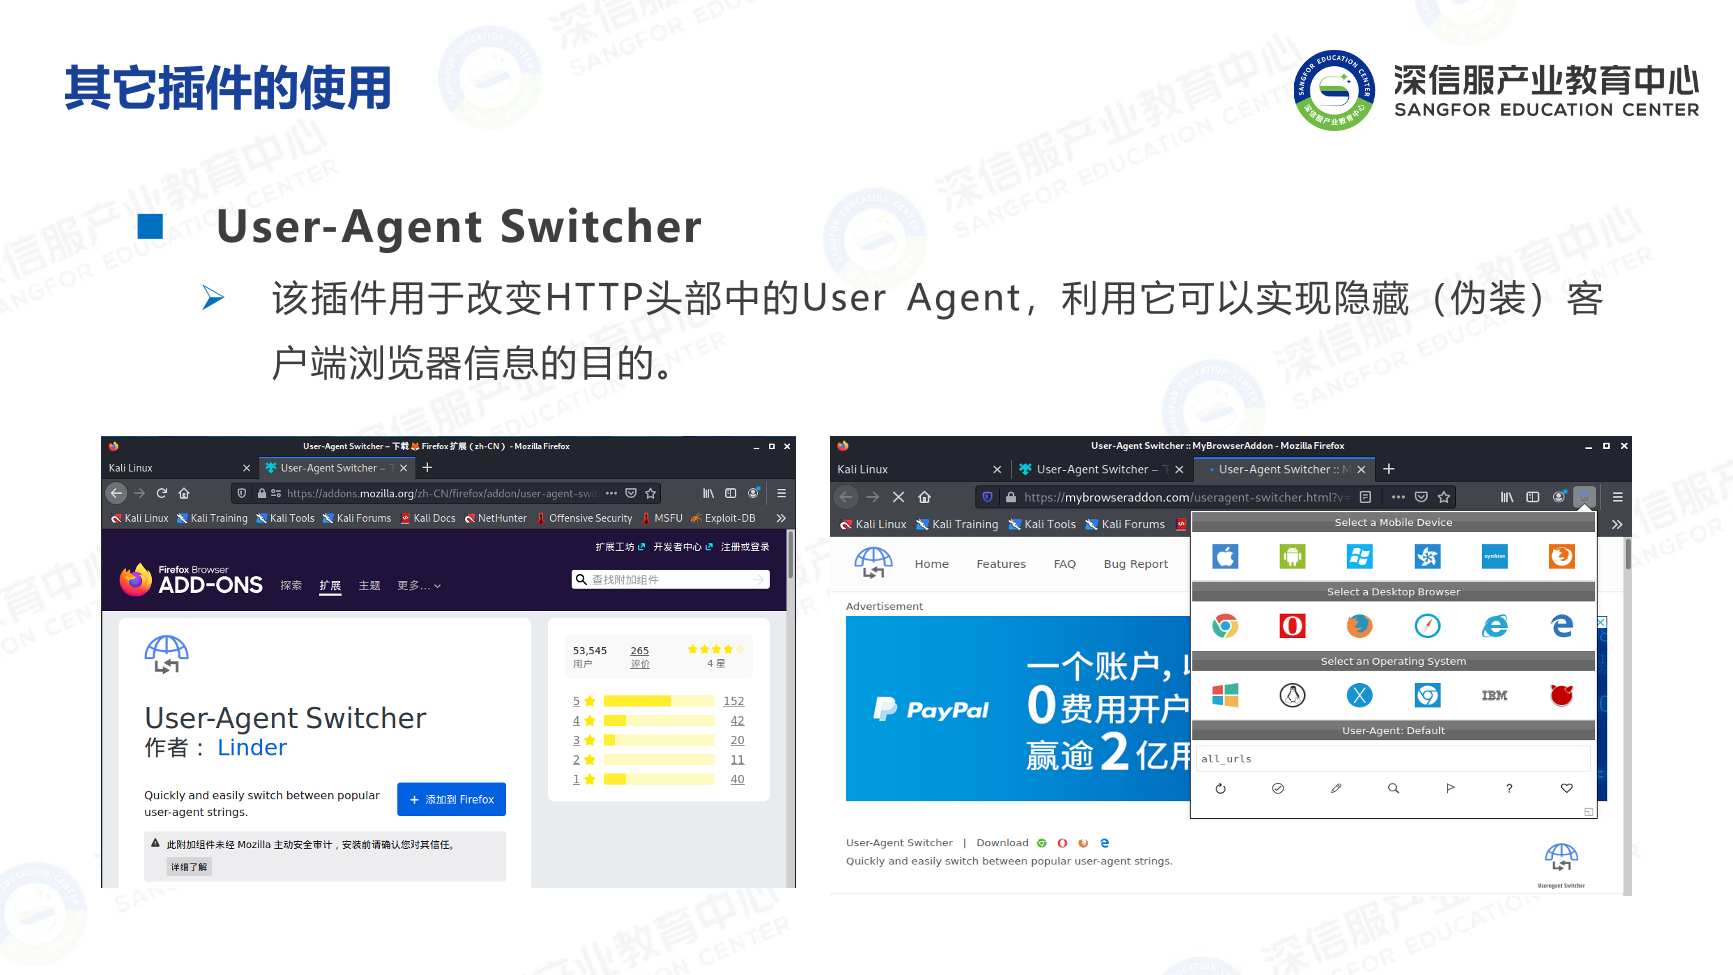 其它插件的使用
深信服产业教育中心
SANGFOR EDUCATION CENTER
User-Agent Switcher
该插件用于改变HTTP头部中的User Agent，利用它可以实现隐藏（伪装）客
户端浏览器信息的目的。
User-Agent Switcher – 下载 Firefox 扩展（zh-CN） - Mozilla Firefox
Kali Linux
User-Agent Switcher –
https://addons.mozilla.org/zh-CN/firefox/addon/user-agent-swi
Kali Linux Kali Training Kali Tools Kali Forums Kali Docs NetHunter Offensive Security MSFU Exploit-DB
扩展工坊 开发者中心 注册或登录
Firefox Browser
ADD-ONS 探索 扩展 主题 更多…
查找附加组件
53,545 265
用户 评价 4 星
5 152
4 42
3 20
2 11
1 40
User-Agent Switcher
作者： Linder
Quickly and easily switch between popular
user-agent strings.
+ 添加到 Firefox
此附加组件未经 Mozilla 主动安全审计，安装前请确认您对其信任。
详细了解
User-Agent Switcher :: MyBrowserAddon - Mozilla Firefox
Kali Linux
User-Agent Switcher –
User-Agent Switcher :: M
https://mybrowseraddon.com/useragent-switcher.html?v=
Kali Linux Kali Training Kali Tools Kali Forums
Home Features FAQ Bug Report
Advertisement
PayPal
一个账户，
0费用开户
赢逾2亿用
Select a Mobile Device
symbian
Select a Desktop Browser
Select an Operating System
IBM
User-Agent: Default
all_urls
User-Agent Switcher | Download
Quickly and easily switch between popular user-agent strings.
Useragent Switcher